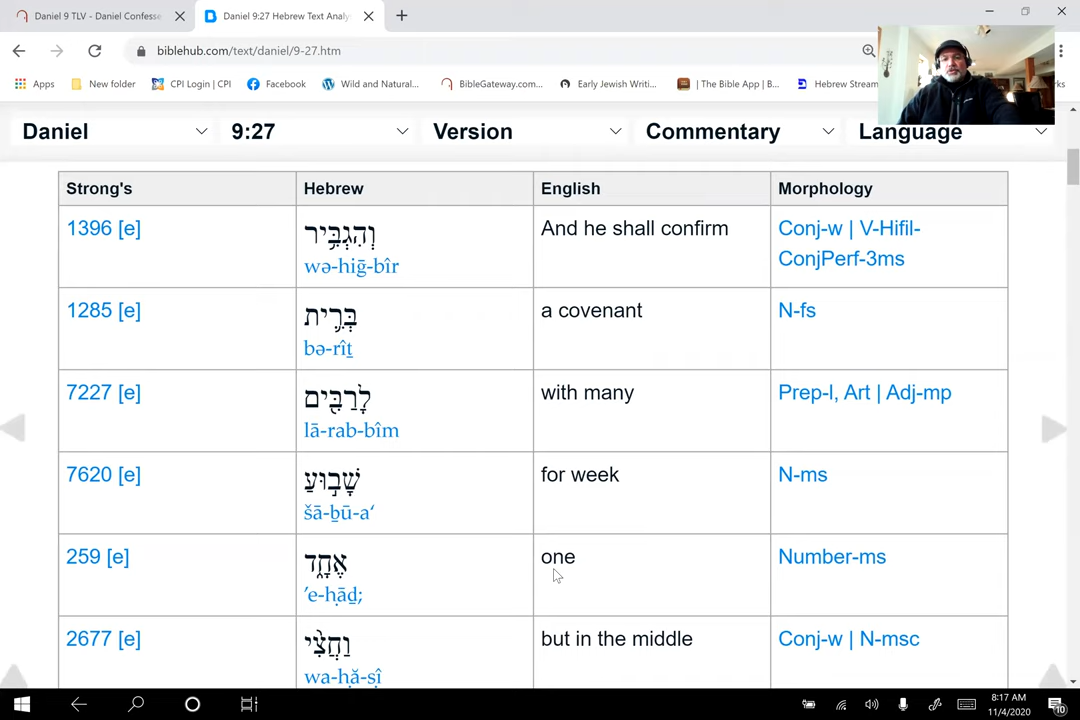 Daniel 9 TLV - Daniel Confesse
Daniel 9:27 Hebrew Text Analy
biblehub.com/text/daniel/9-27.htm
Apps New folder CPI Login | CPI Facebook Wild and Natural... BibleGateway.com... Early Jewish Writi... | The Bible App | B... Hebrew Stream
Daniel 9:27 Version Commentary Language
Strong's Hebrew English Morphology
1396 [e] וְהִגְבִּ֥יר And he shall confirm Conj-w | V-Hifil-
wə-hiḡ-bîr ConjPerf-3ms
1285 [e] בְּרִ֛ית a covenant N-fs
bə-rîṯ
7227 [e] לָרַבִּ֖ים with many Prep-l, Art | Adj-mp
lā-rab-bîm
7620 [e] שָׁב֣וּעַ for week N-ms
šā-ḇū-a‘
259 [e] אֶחָ֑ד one Number-ms
’e-ḥāḏ;
2677 [e] וַחֲצִ֨י but in the middle Conj-w | N-msc
wa-ḥă-ṣî
8:17 AM
11/4/2020
10